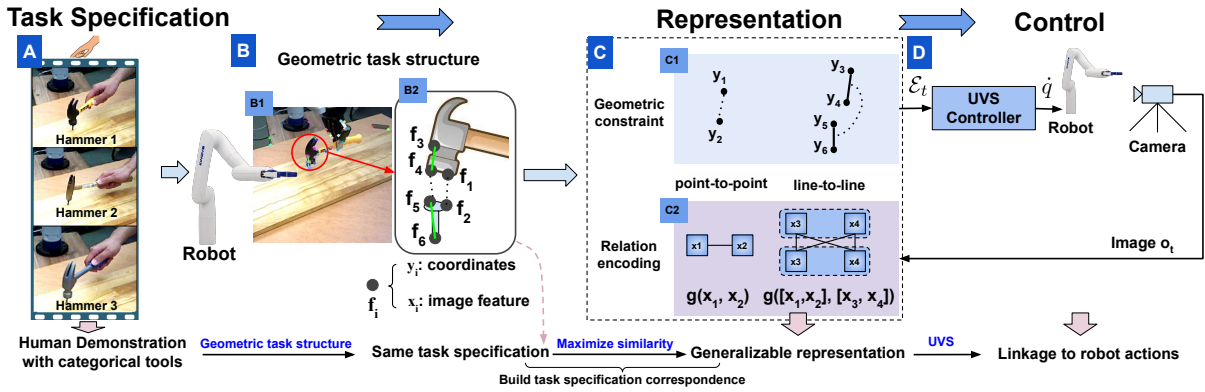 Task Specification
Representation
Control
A
Hammer 1
Hammer 2
Hammer 3
Robot
B
Geometric task structure
B1
B2
f3
f4
f1
f5
f2
f6
fi
yi: coordinates
xi: image feature
C
Geometric
constraint
C1
y1
y2
y3
y4
y5
y6
point-to-point
line-to-line
Relation
encoding
C2
x1
x2
x3
x4
x3
x4
g(x1, x2)
g([x1,x2], [x3, x4])
D
ℰt
UVS
Controller
q̇
Robot
Camera
Image ot
Human Demonstration
with categorical tools
Geometric task structure
Same task specification
Maximize similarity
Generalizable representation
UVS
Linkage to robot actions
Build task specification correspondence